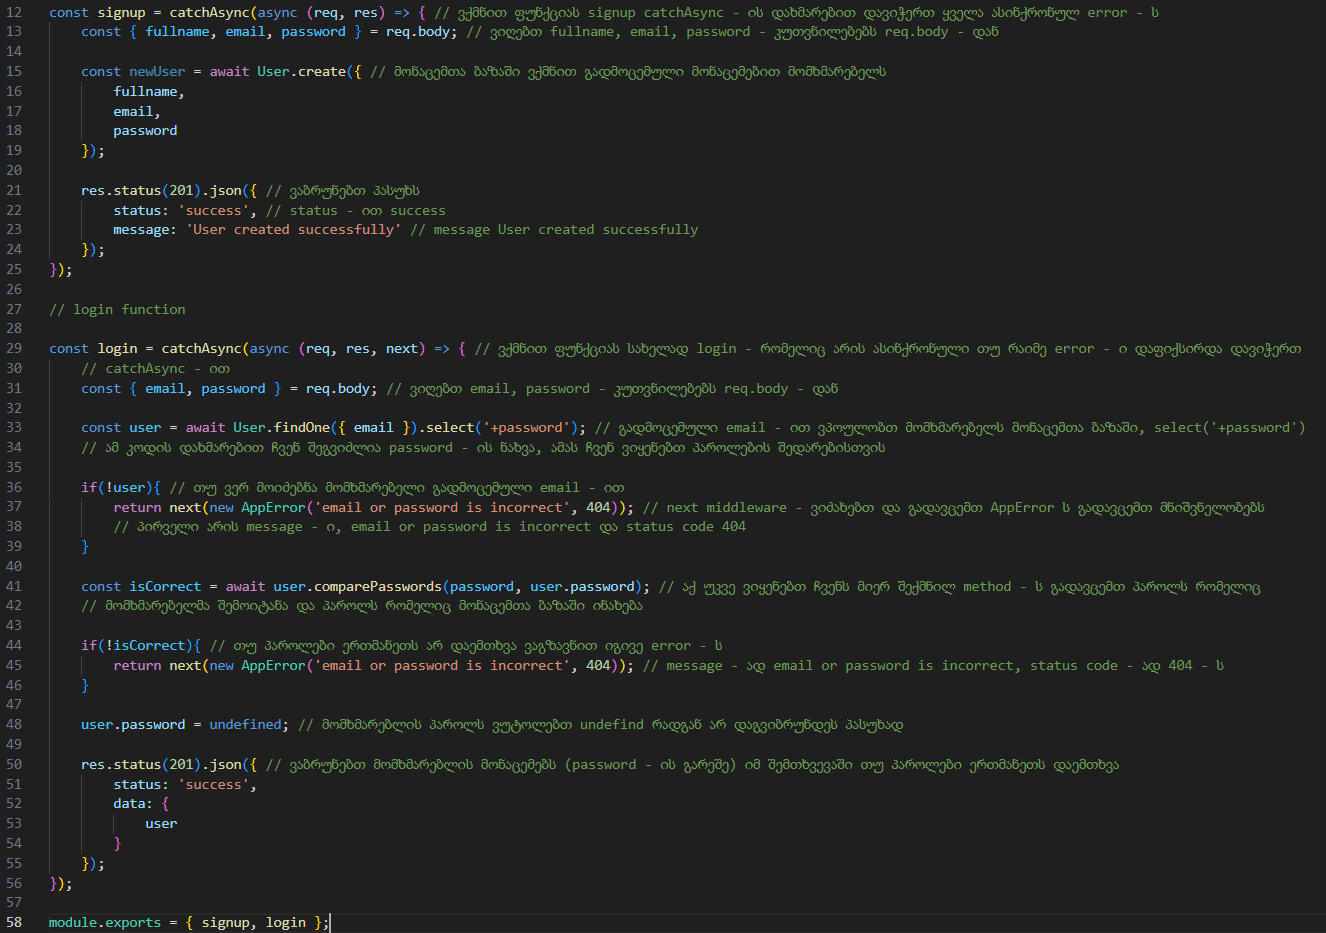 12 const signup = catchAsync(async (req, res) => { // ვქმნით ფუნქციას signup catchAsync - ის დახმარებით დავიჭერთ ყველა ასინქრონულ error - ს
13 const { fullname, email, password } = req.body; // ვიღებთ fullname, email, password - კუთვნილებებს req.body - დან
14
15 const newUser = await User.create({ // მონაცემთა ბაზაში ვქმნით გადმოცემული მონაცემებით მომხმარებელს
16 fullname,
17 email,
18 password
19 });
20
21 res.status(201).json({ // ვაბრუნებთ პასუხს
22 status: 'success', // status - ით success
23 message: 'User created successfully' // message User created successfully
24 });
25 });
26
27 // login function
28
29 const login = catchAsync(async (req, res, next) => { // ვქმნით ფუნქციას სახელად login - რომელიც არის ასინქრონული თუ რაიმე error - ი დაფიქსირდა დავიჭერთ
30 // catchAsync - ით
31 const { email, password } = req.body; // ვიღებთ email, password - კუთვნილებებს req.body - დან
32
33 const user = await User.findOne({ email }).select('+password'); // გადმოცემული email - ით ვპოულობთ მომხმარებელს მონაცემთა ბაზაში, select('+password')
34 // ამ კოდის დახმარებით ჩვენ შეგვიძლია password - ის ნახვა, ამას ჩვენ ვიყენებთ პაროლების შედარებისთვის
35
36 if(!user){ // თუ ვერ მოიძებნა მომხმარებელი გადმოცემული email - ით
37 return next(new AppError('email or password is incorrect', 404)); // next middleware - ვიძახებთ და გადავცემთ AppError ს გადავცემთ მნიშვნელობებს
38 // პირველი არის message - ი, email or password is incorrect და status code 404
39 }
40
41 const isCorrect = await user.comparePasswords(password, user.password); // აქ უკვე ვიყენებთ ჩვენს მიერ შექმნილ method - ს გადავცემთ პაროლს რომელიც
42 // მომხმარებელმა შემოიტანა და პაროლს რომელიც მონაცემთა ბაზაში ინახება
43
44 if(!isCorrect){ // თუ პაროლები ერთმანეთს არ დაემთხვა ვაგზავნით იგივე error - ს
45 return next(new AppError('email or password is incorrect', 404)); // message - ად email or password is incorrect, status code - ად 404 - ს
46 }
47
48 user.password = undefined; // მომხმარებლის პაროლს ვუტოლებთ undefind რადგან არ დაგვიბრუნდეს პასუხად
49
50 res.status(201).json({ // ვაბრუნებთ მომხმარებლის მონაცემებს (password - ის გარეშე) იმ შემთხვევაში თუ პაროლები ერთმანეთს დაემთხვა
51 status: 'success',
52 data: {
53 user
54 }
55 });
56 });
57
58 module.exports = { signup, login };